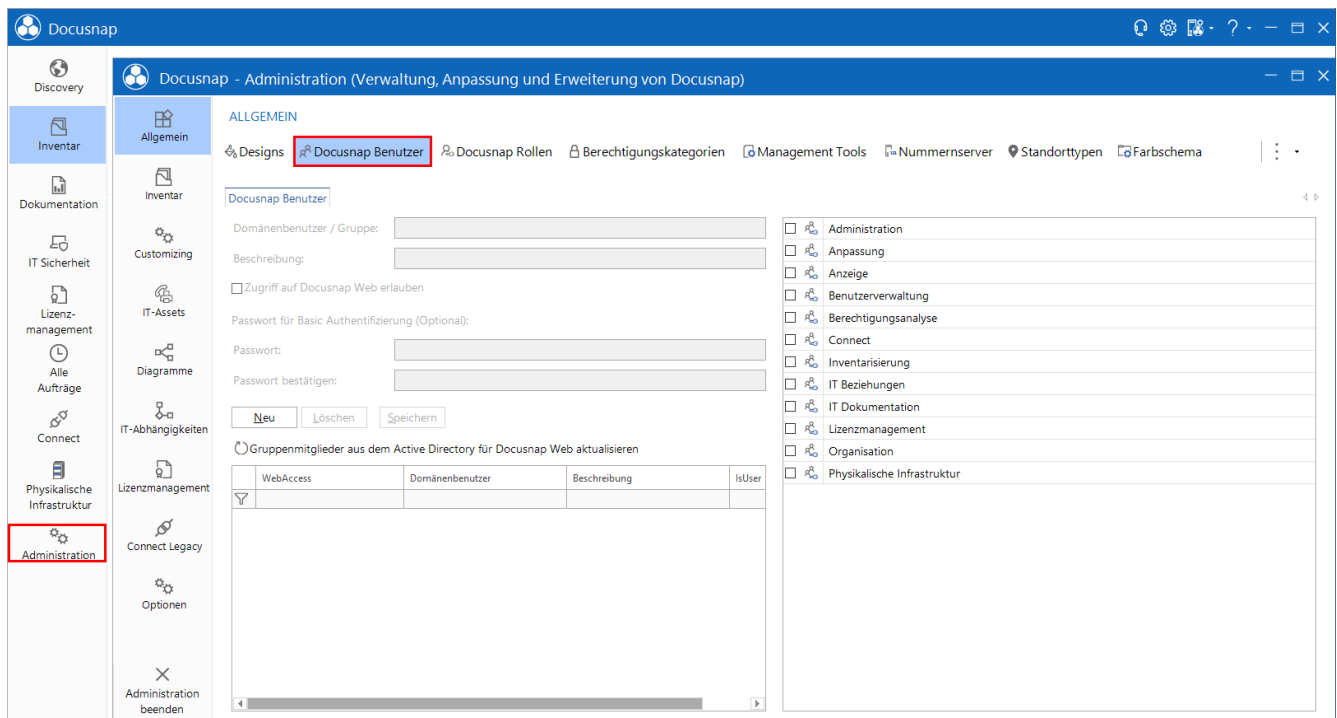 Docusnap
?
Discovery
Inventar
Dokumentation
IT Sicherheit
Lizenz-
management
Alle
Aufträge
Connect
Physikalische
Infrastruktur
Administration
Docusnap - Administration (Verwaltung, Anpassung und Erweiterung von Docusnap)
Allgemein
Inventar
Customizing
IT-Assets
Diagramme
IT-Abhängigkeiten
Lizenzmanagement
Connect Legacy
Optionen
Administration
beenden
ALLGEMEIN
Designs Docusnap Benutzer Docusnap Rollen Berechtigungskategorien Management Tools Nummernserver Standorttypen Farbschema
Docusnap Benutzer
Domänenbenutzer / Gruppe:
Beschreibung:
Zugriff auf Docusnap Web erlauben
Passwort für Basic Authentifizierung (Optional):
Passwort:
Passwort bestätigen:
Neu Löschen Speichern
Gruppenmitglieder aus dem Active Directory für Docusnap Web aktualisieren
WebAccess Domänenbenutzer Beschreibung IsUser
Administration
Anpassung
Anzeige
Benutzerverwaltung
Berechtigungsanalyse
Connect
Inventarisierung
IT Beziehungen
IT Dokumentation
Lizenzmanagement
Organisation
Physikalische Infrastruktur